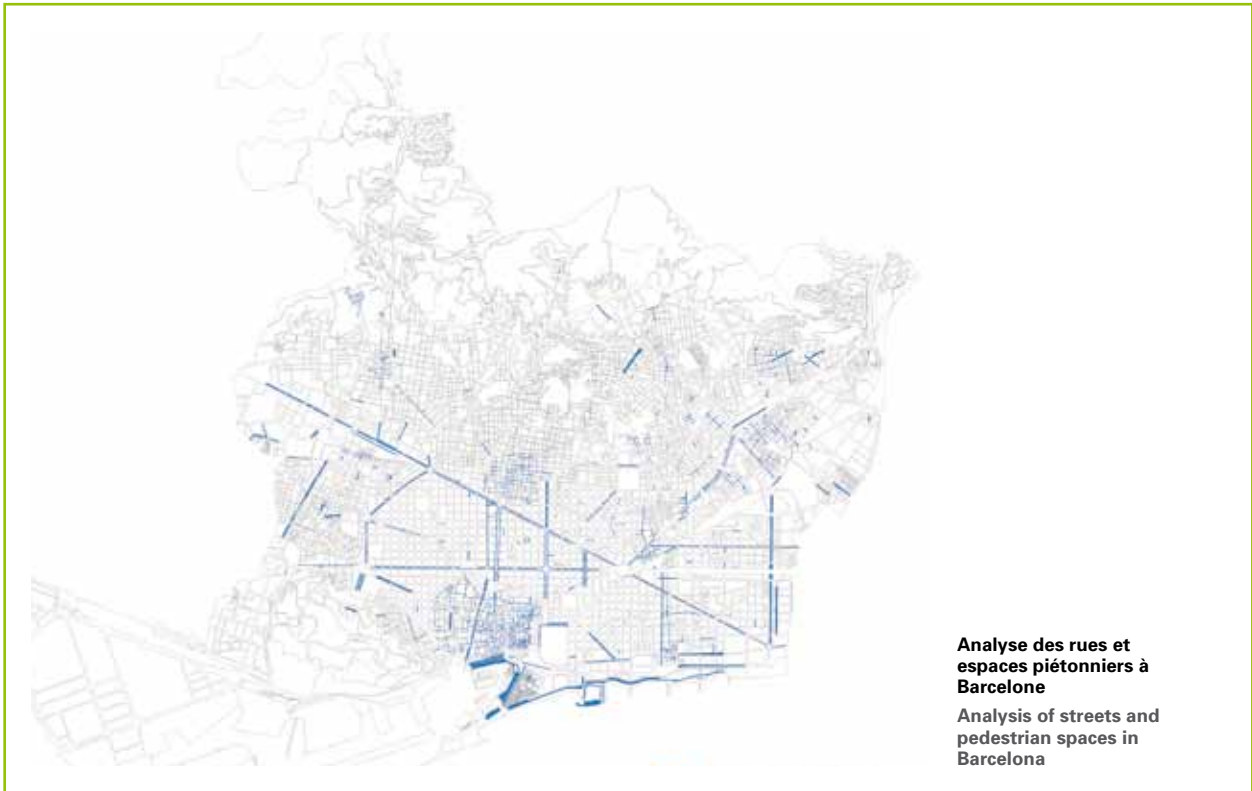 Analyse des rues et
espaces piétonniers à
Barcelone
Analysis of streets and
pedestrian spaces in
Barcelona